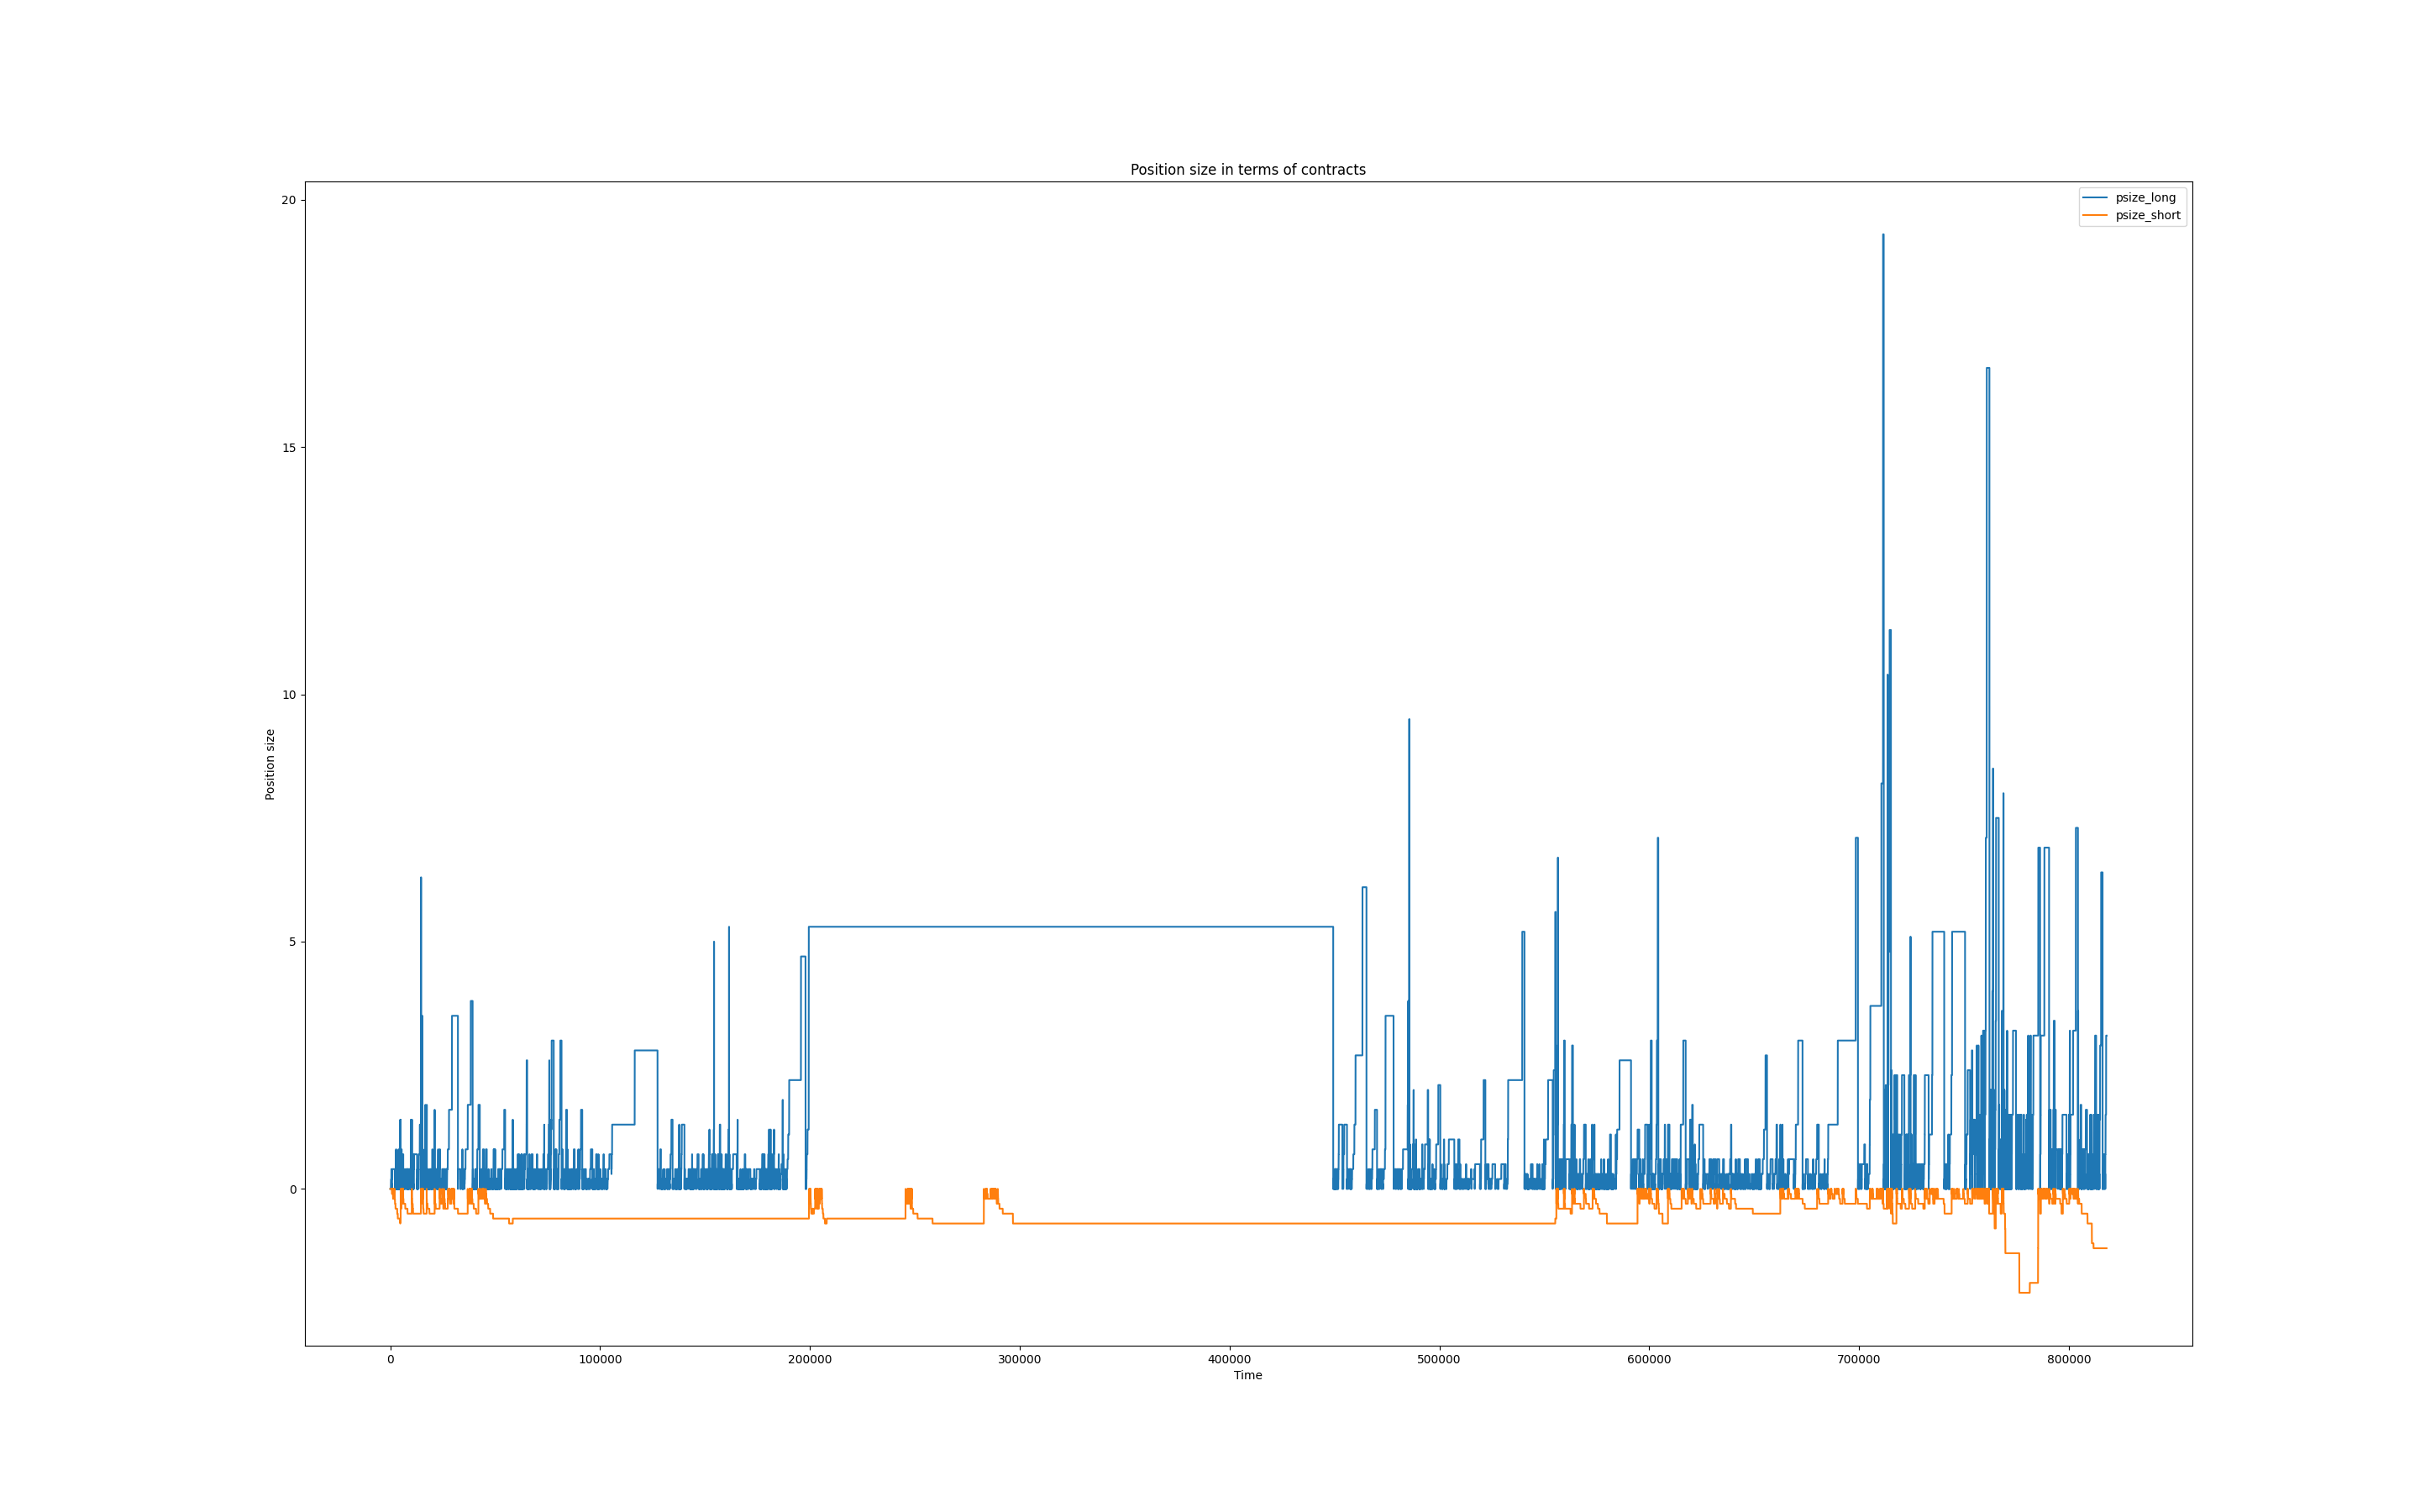 Position size in terms of contracts
psize_long
psize_short
20
15
10
5
0
Position size
0
100000
200000
300000
400000
500000
600000
700000
800000
Time